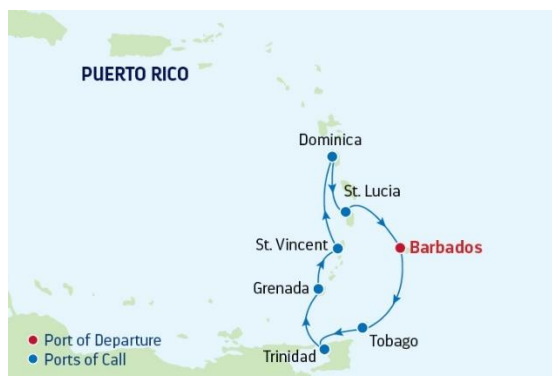 PUERTO RICO
Dominica
St. Lucia
St. Vincent
Barbados
Grenada
Tobago
Trinidad
Port of Departure
Ports of Call